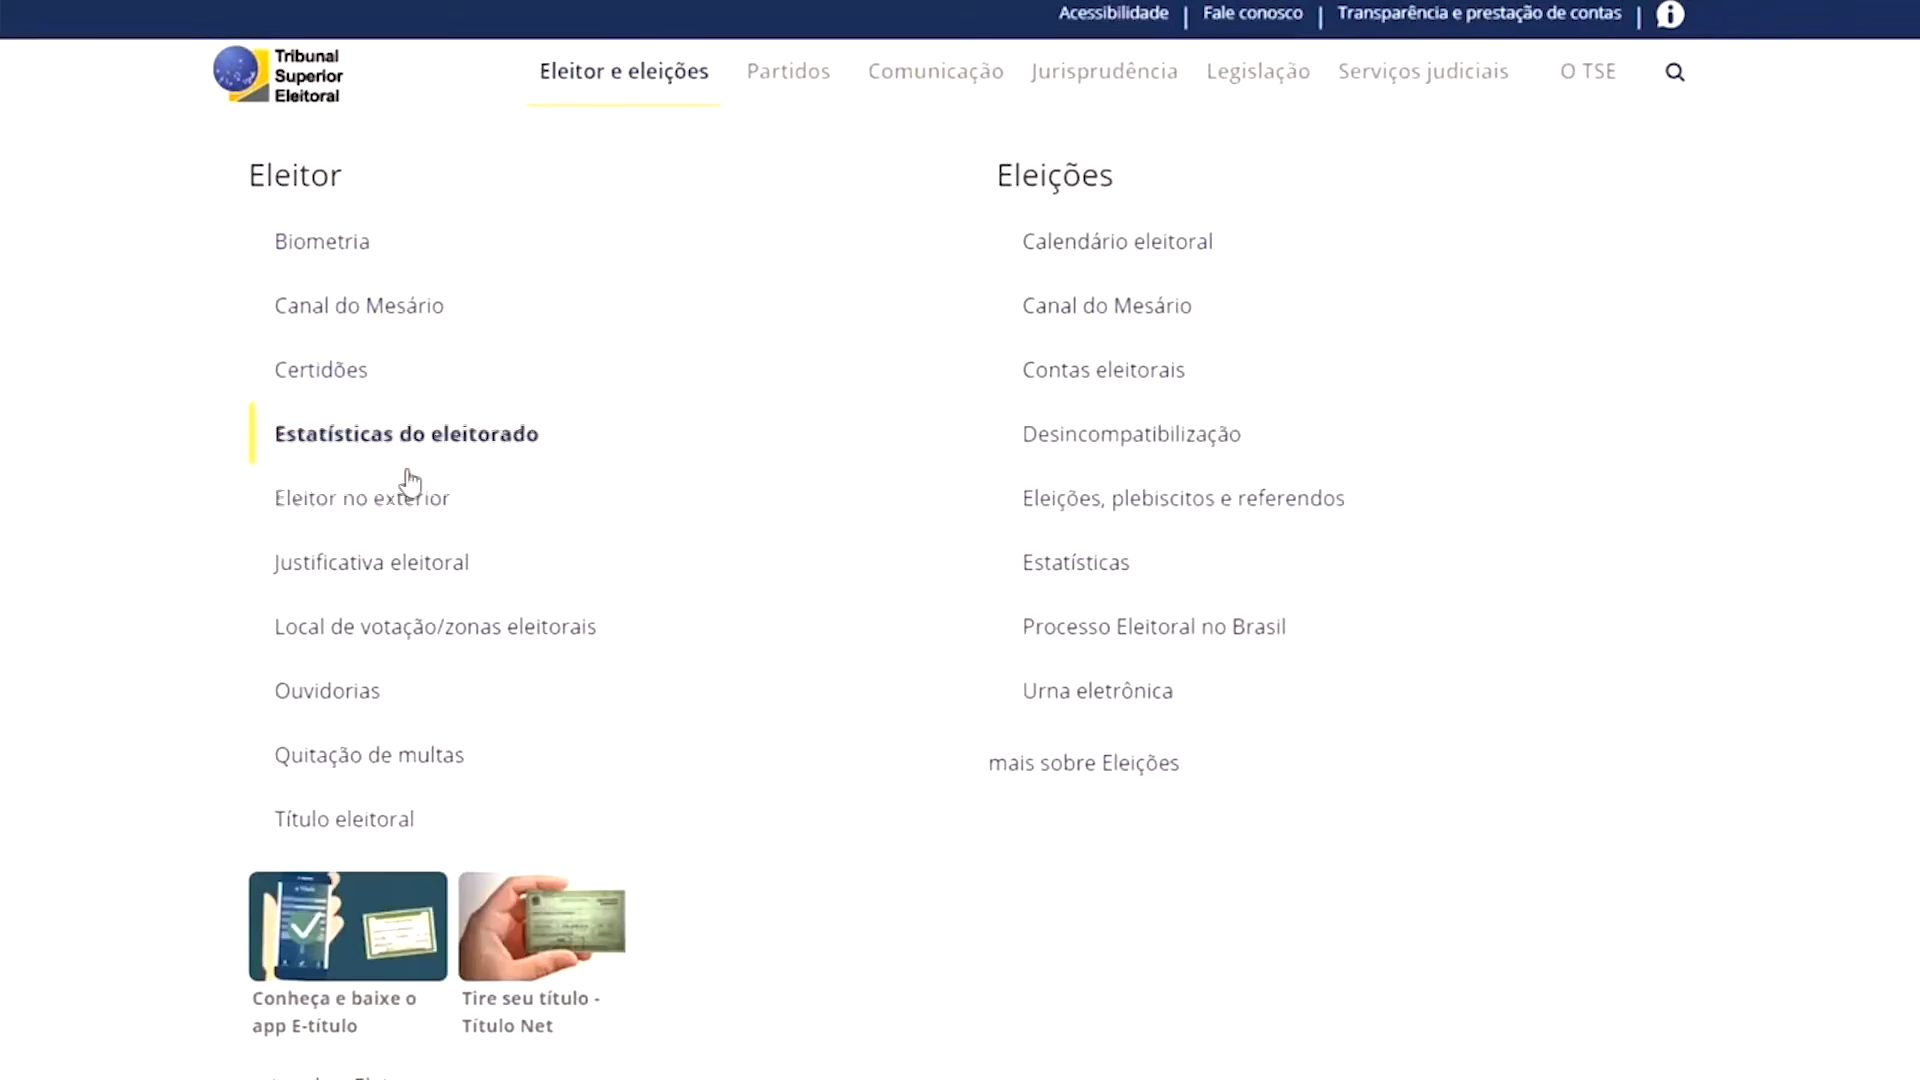 Acessibilidade | Fale conosco | Transparência e prestação de contas |
Tribunal
Superior
Eleitoral
Eleitor e eleições
Partidos
Comunicação
Jurisprudência
Legislação
Serviços judiciais
O TSE
Eleitor
Biometria
Canal do Mesário
Certidões
Estatísticas do eleitorado
Eleitor no exterior
Justificativa eleitoral
Local de votação/zonas eleitorais
Ouvidorias
Quitação de multas
Título eleitoral
Conheça e baixe o
app E-título
Tire seu título -
Título Net
Eleições
Calendário eleitoral
Canal do Mesário
Contas eleitorais
Desincompatibilização
Eleições, plebiscitos e referendos
Estatísticas
Processo Eleitoral no Brasil
Urna eletrônica
mais sobre Eleições